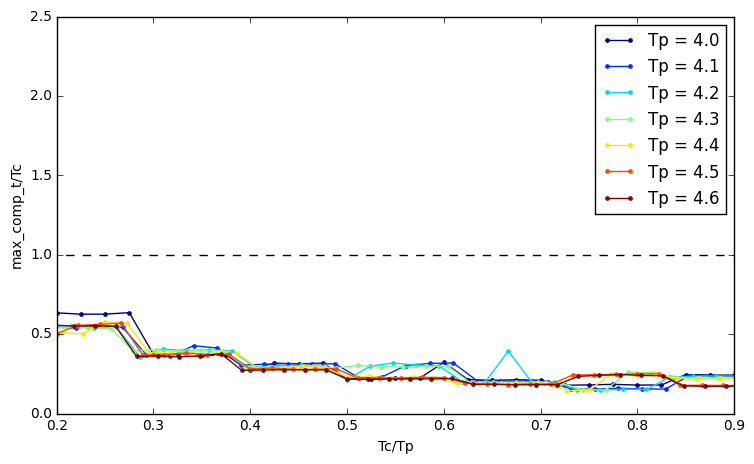 2.5
2.0
1.5
1.0
0.5
0.0
max_comp_t/Tc
Tp = 4.0
Tp = 4.1
Tp = 4.2
Tp = 4.3
Tp = 4.4
Tp = 4.5
Tp = 4.6
0.2 0.3 0.4 0.5 0.6 0.7 0.8 0.9
Tc/Tp